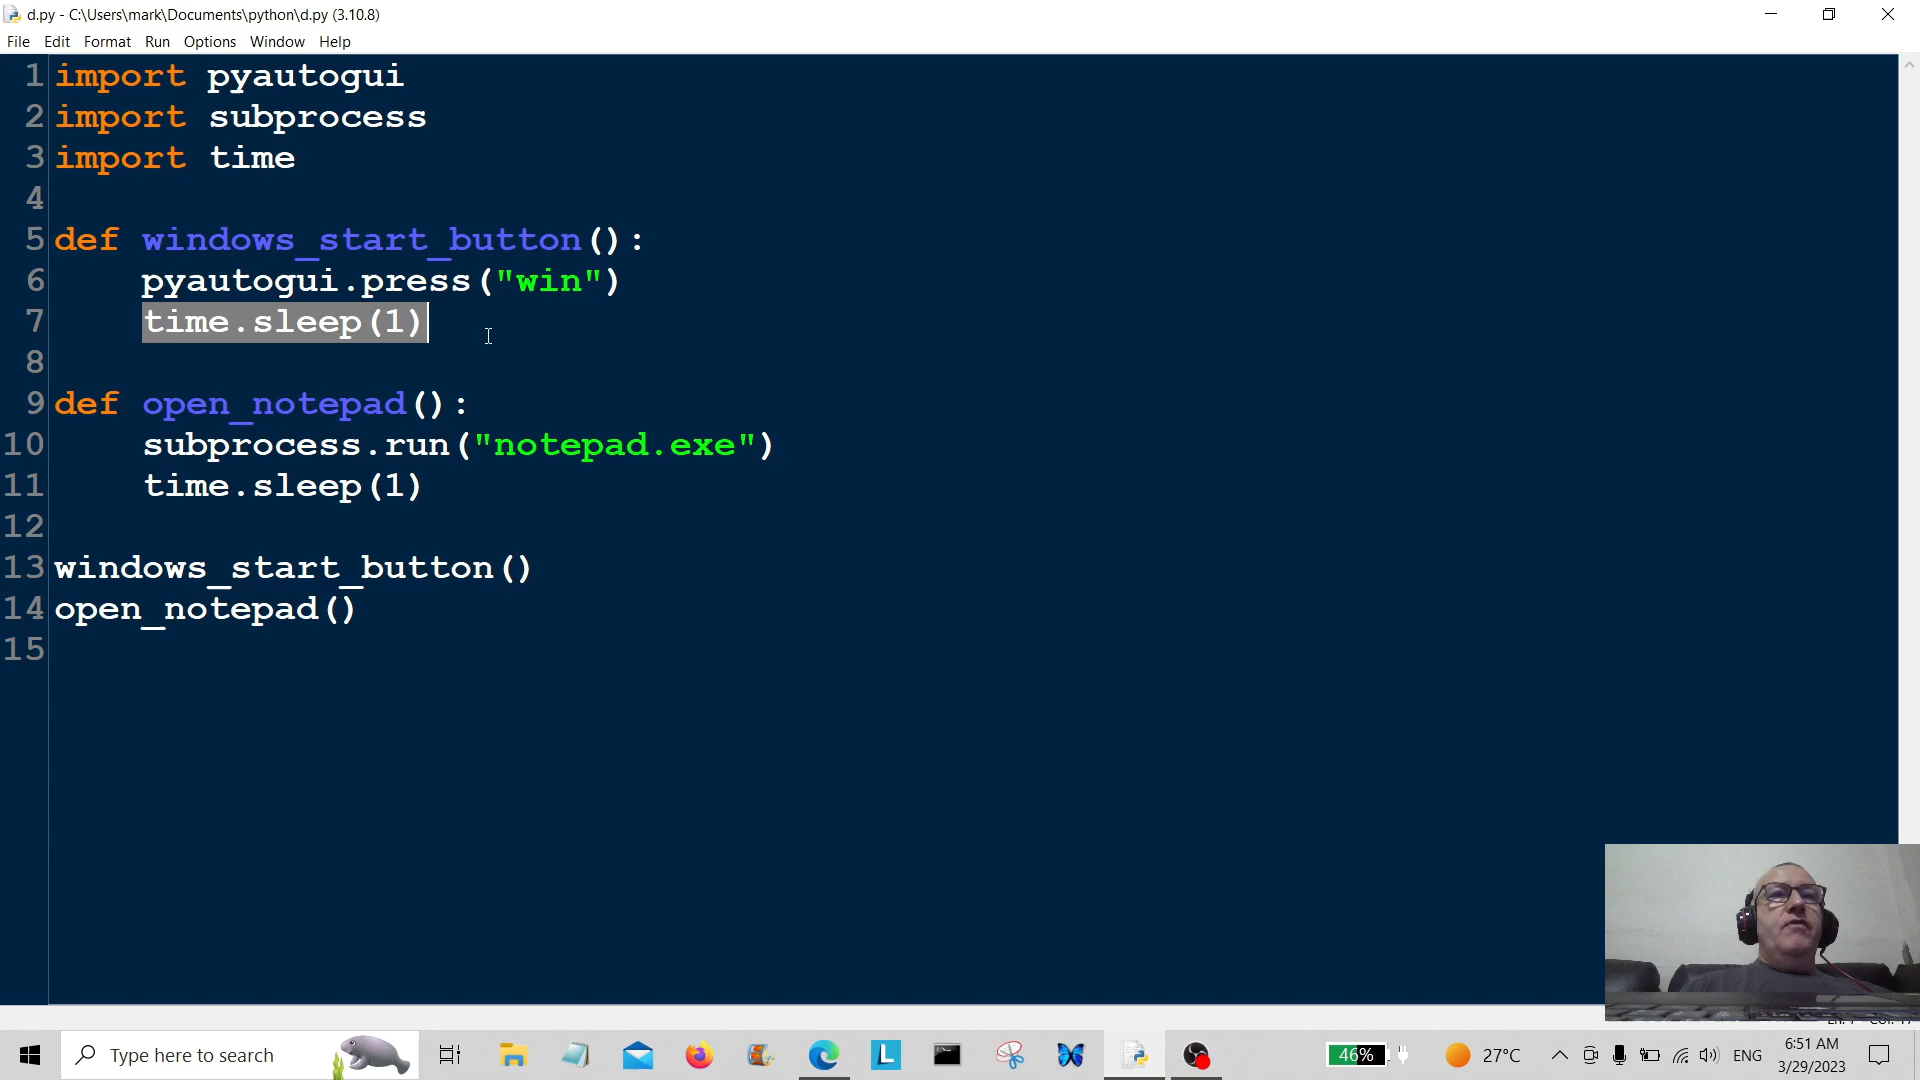 d.py - C:\Users\mark\Documents\python\d.py (3.10.8)
File Edit Format Run Options Window Help
1 import pyautogui
2 import subprocess
3 import time
4
5 def windows_start_button():
6     pyautogui.press("win")
7     time.sleep(1)
8
9 def open_notepad():
10     subprocess.run("notepad.exe")
11     time.sleep(1)
12
13 windows_start_button()
14 open_notepad()
15
Type here to search
L
46%
27°C
ENG
6:51 AM
3/29/2023